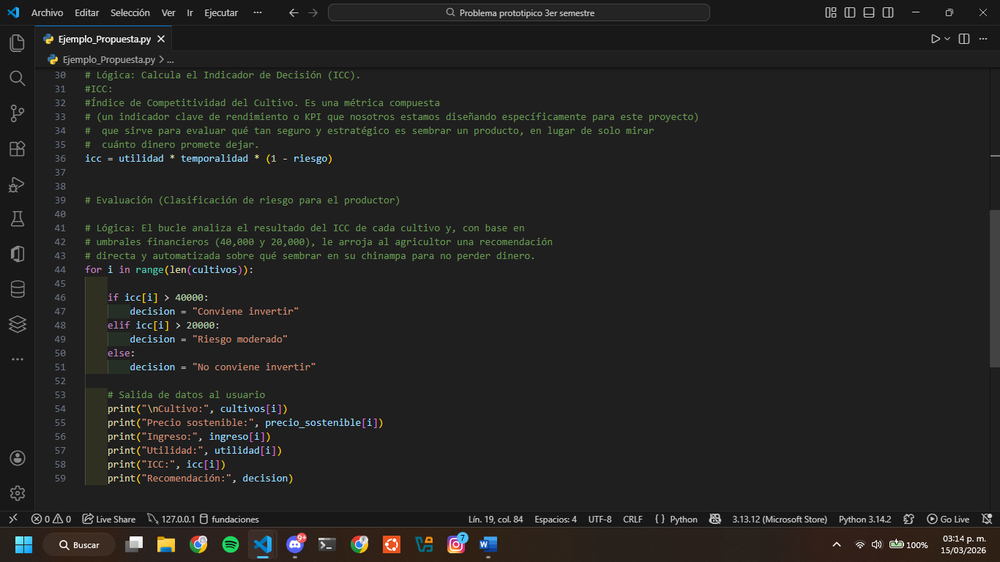 Archivo Editar Selección Ver Ir Ejecutar ··· Problema prototipico 3er semestre
Ejemplo_Propuesta.py
Ejemplo_Propuesta.py > ...
30 # Lógica: Calcula el Indicador de Decisión (ICC).
31 #ICC:
32 #Índice de Competitividad del Cultivo. Es una métrica compuesta
33 # (un indicador clave de rendimiento o KPI que nosotros estamos diseñando específicamente para este proyecto)
34 #  que sirve para evaluar qué tan seguro y estratégico es sembrar un producto, en lugar de solo mirar
35 #  cuánto dinero promete dejar.
36 icc = utilidad * temporalidad * (1 - riesgo)
37
38
39 # Evaluación (Clasificación de riesgo para el productor)
40
41 # Lógica: El bucle analiza el resultado del ICC de cada cultivo y, con base en
42 # umbrales financieros (40,000 y 20,000), le arroja al agricultor una recomendación
43 # directa y automatizada sobre qué sembrar en su chinampa para no perder dinero.
44 for i in range(len(cultivos)):
45
46     if icc[i] > 40000:
47         decision = "Conviene invertir"
48     elif icc[i] > 20000:
49         decision = "Riesgo moderado"
50     else:
51         decision = "No conviene invertir"
52
53     # Salida de datos al usuario
54     print("\nCultivo:", cultivos[i])
55     print("Precio sostenible:", precio_sostenible[i])
56     print("Ingreso:", ingreso[i])
57     print("Utilidad:", utilidad[i])
58     print("ICC:", icc[i])
59     print("Recomendación:", decision)
0 0 Live Share 127.0.0.1 fundaciones Lín. 19, col. 84 Espacios: 4 UTF-8 CRLF { } Python 3.13.12 (Microsoft Store) Python 3.14.2 Go Live
Buscar 9+ 7 100% 03:14 p. m.
15/03/2026